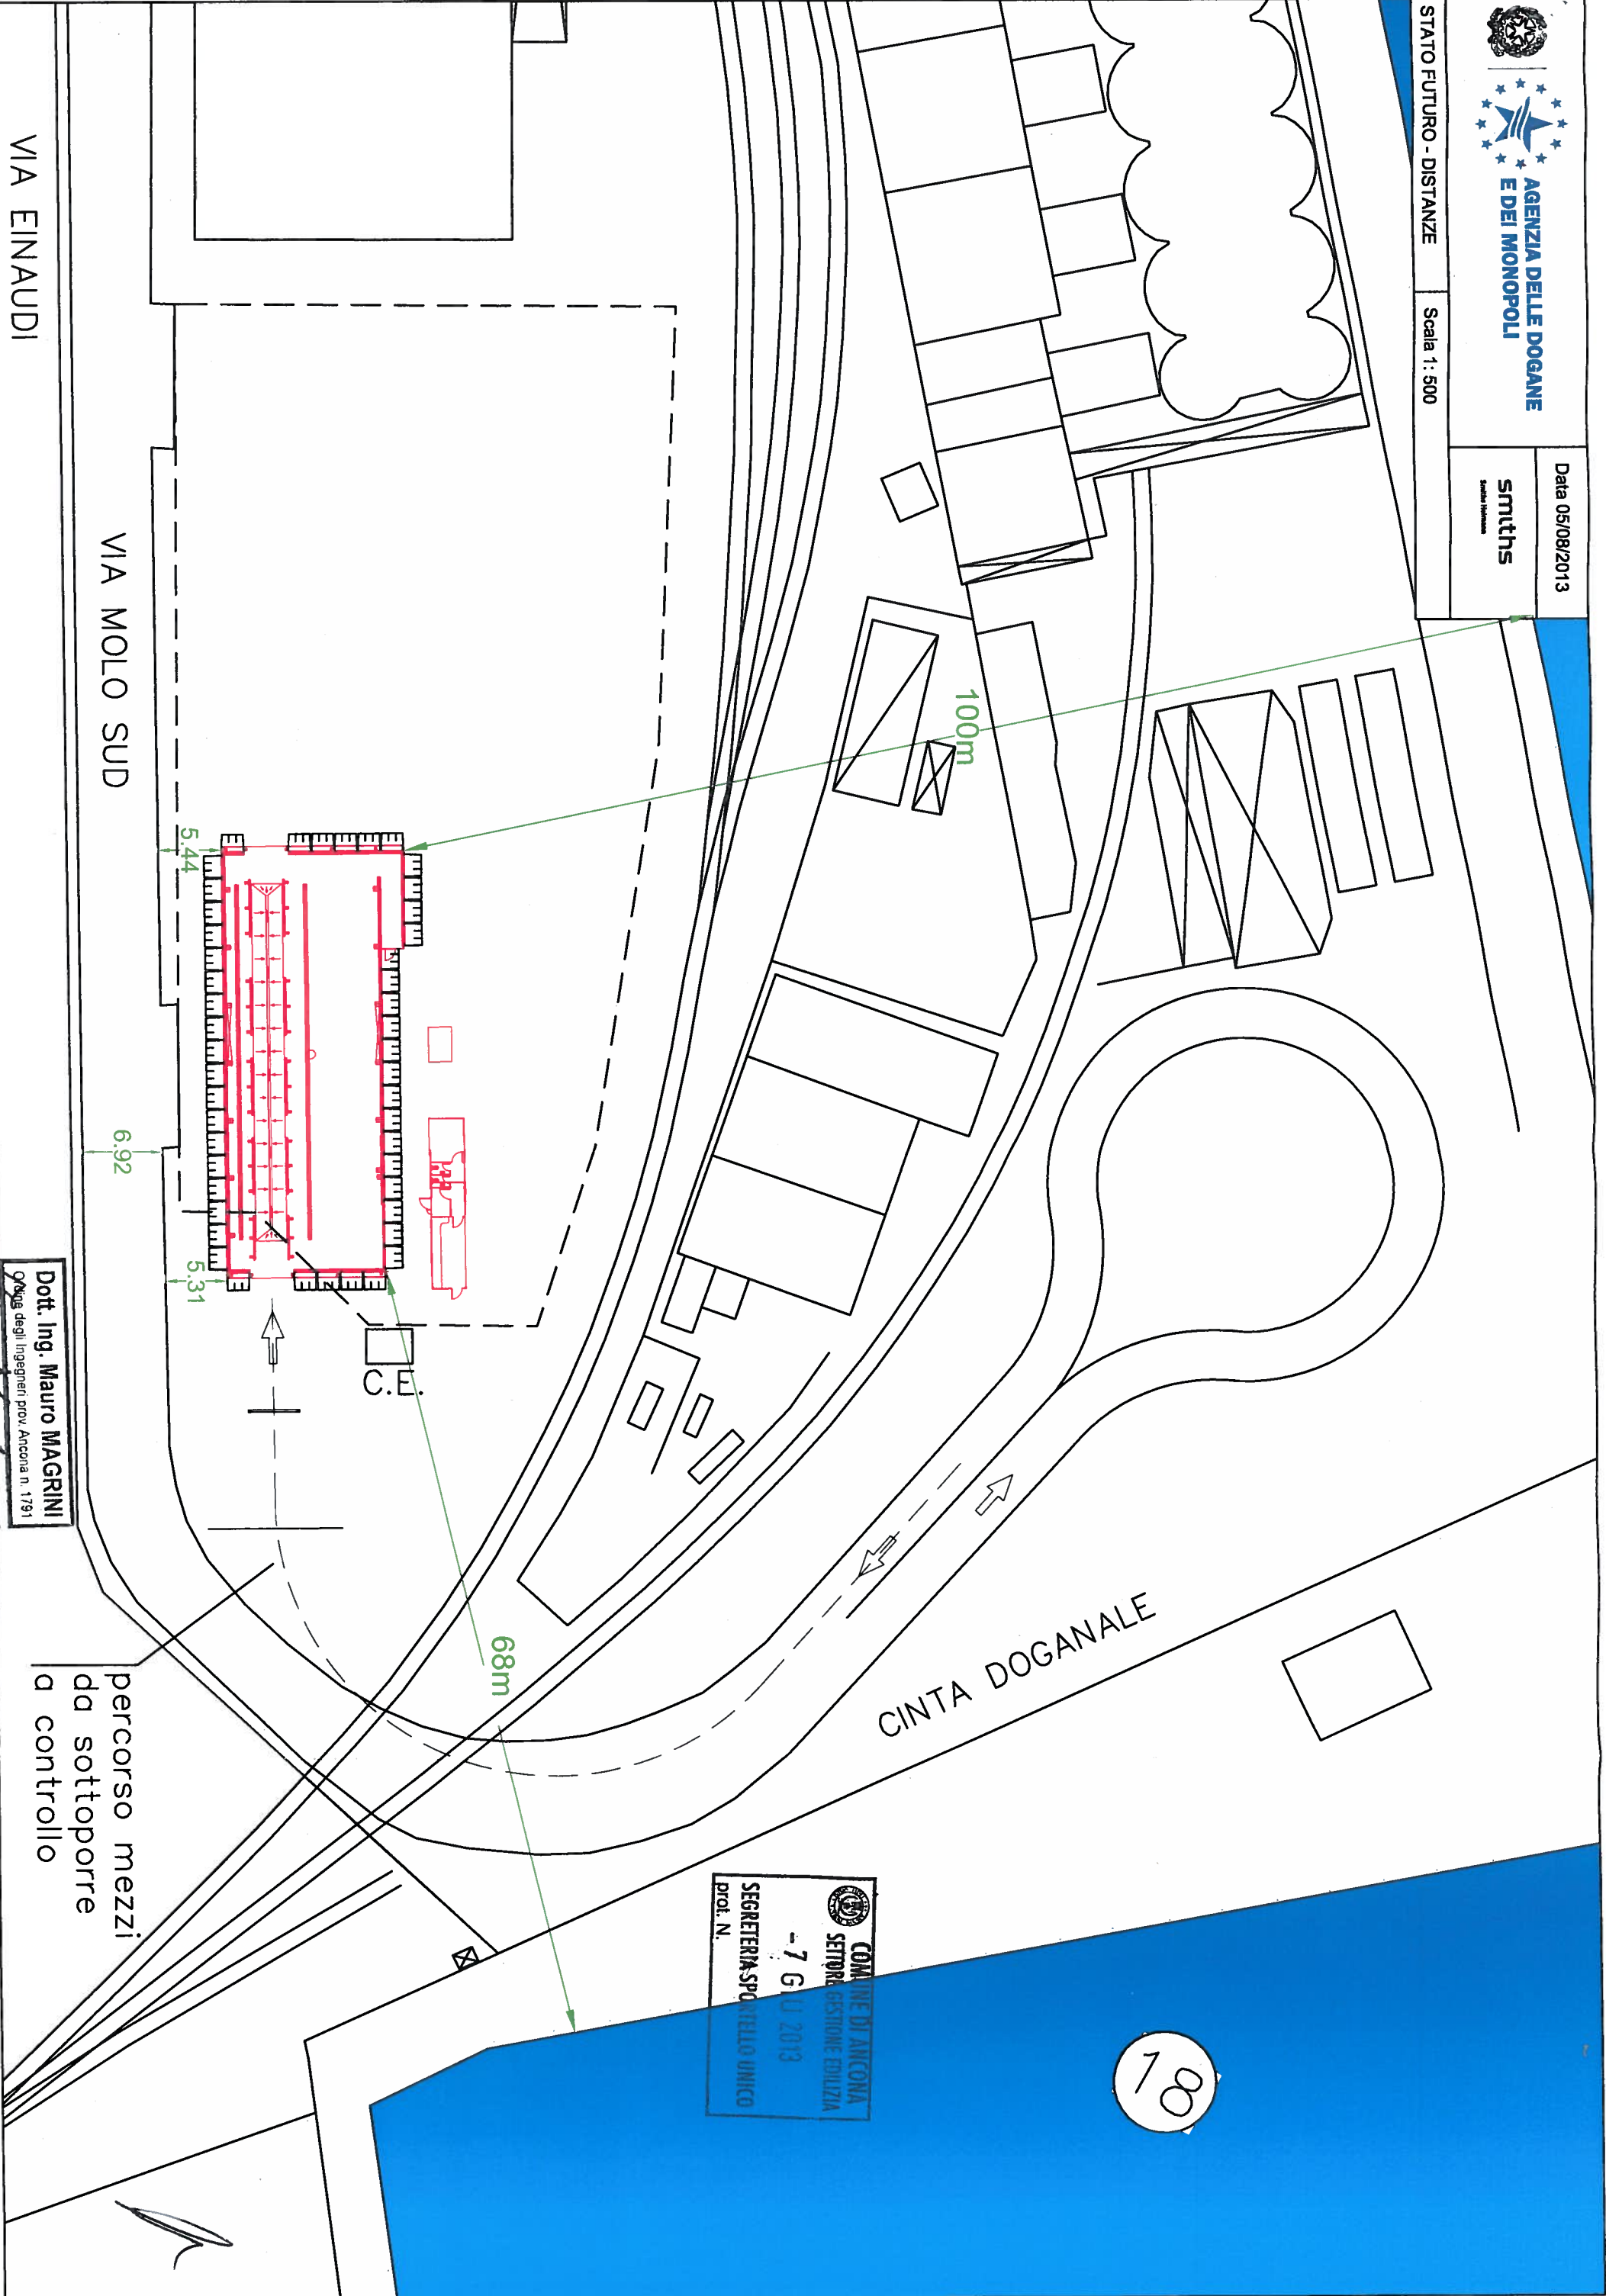 AGENZIA DELLE DOGANE
E DEI MONOPOLI
Data 05/08/2013
smiths
Smiths Heimann
STATO FUTURO - DISTANZE
Scala 1: 500
100m
68m
5.44
6.92
5.31
C.E.
CINTA DOGANALE
VIA MOLO SUD
VIA EINAUDI
percorso mezzi
da sottoporre
a controllo
Dott. Ing. Mauro MAGRINI
Ordine degli Ingegneri prov. Ancona n. 1791
COMUNE DI ANCONA
SETTORE GESTIONE EDILIZIA
- 7 GIU 2013
SEGRETERIA SPORTELLO UNICO
prot. N.
18